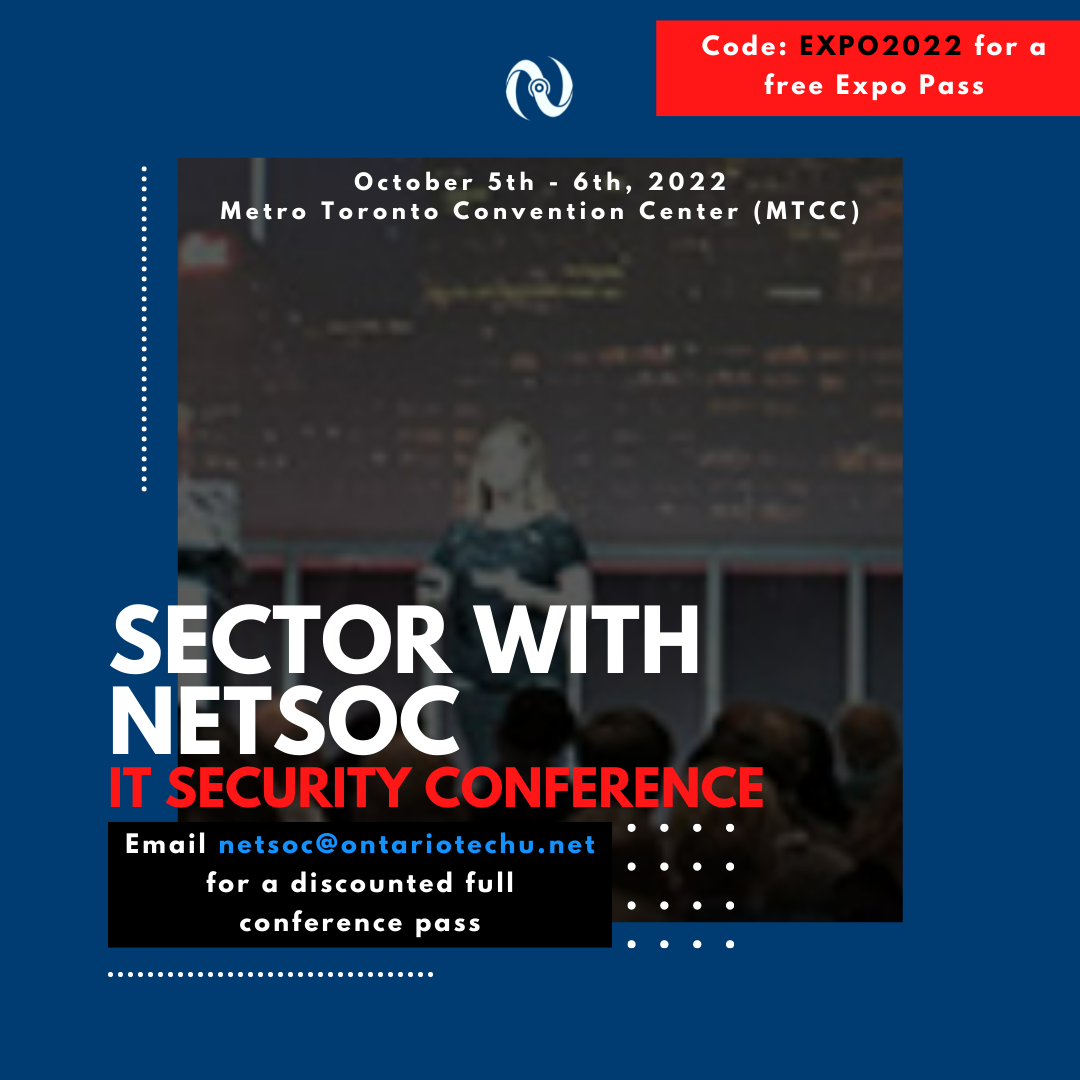 Code: EXPO2022 for a
free Expo Pass
October 5th - 6th, 2022
Metro Toronto Convention Center (MTCC)
SECTOR WITH
NETSOC
IT SECURITY CONFERENCE
Email netsoc@ontariotechu.net
for a discounted full
conference pass